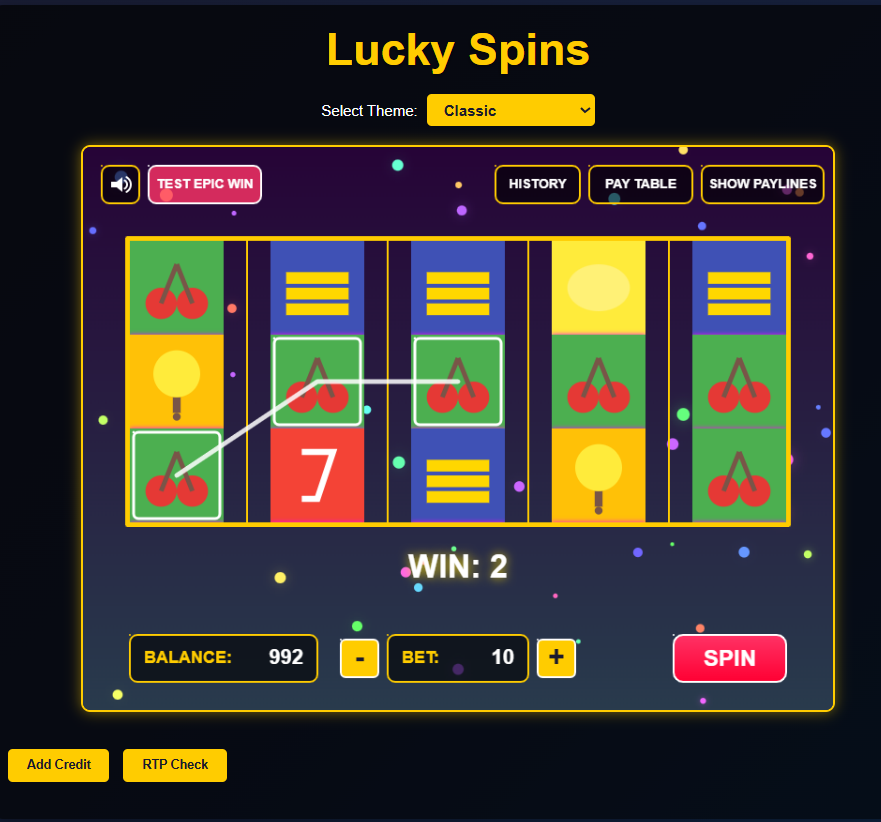 Lucky Spins
Select Theme: Classic
TEST EPIC WIN HISTORY PAY TABLE SHOW PAYLINES
7
WIN: 2
BALANCE: 992 - BET: 10 + SPIN
Add Credit RTP Check